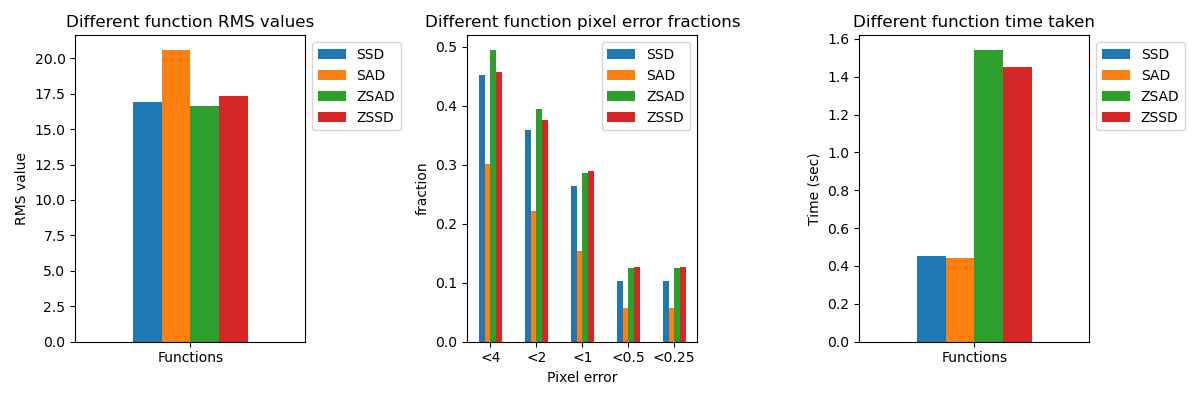 Different function RMS values
RMS value
20.0
17.5
15.0
12.5
10.0
7.5
5.0
2.5
0.0
Functions
SSD
SAD
ZSAD
ZSSD
Different function pixel error fractions
fraction
0.5
0.4
0.3
0.2
0.1
0.0
<4 <2 <1 <0.5 <0.25
Pixel error
SSD
SAD
ZSAD
ZSSD
Different function time taken
Time (sec)
1.6
1.4
1.2
1.0
0.8
0.6
0.4
0.2
0.0
Functions
SSD
SAD
ZSAD
ZSSD